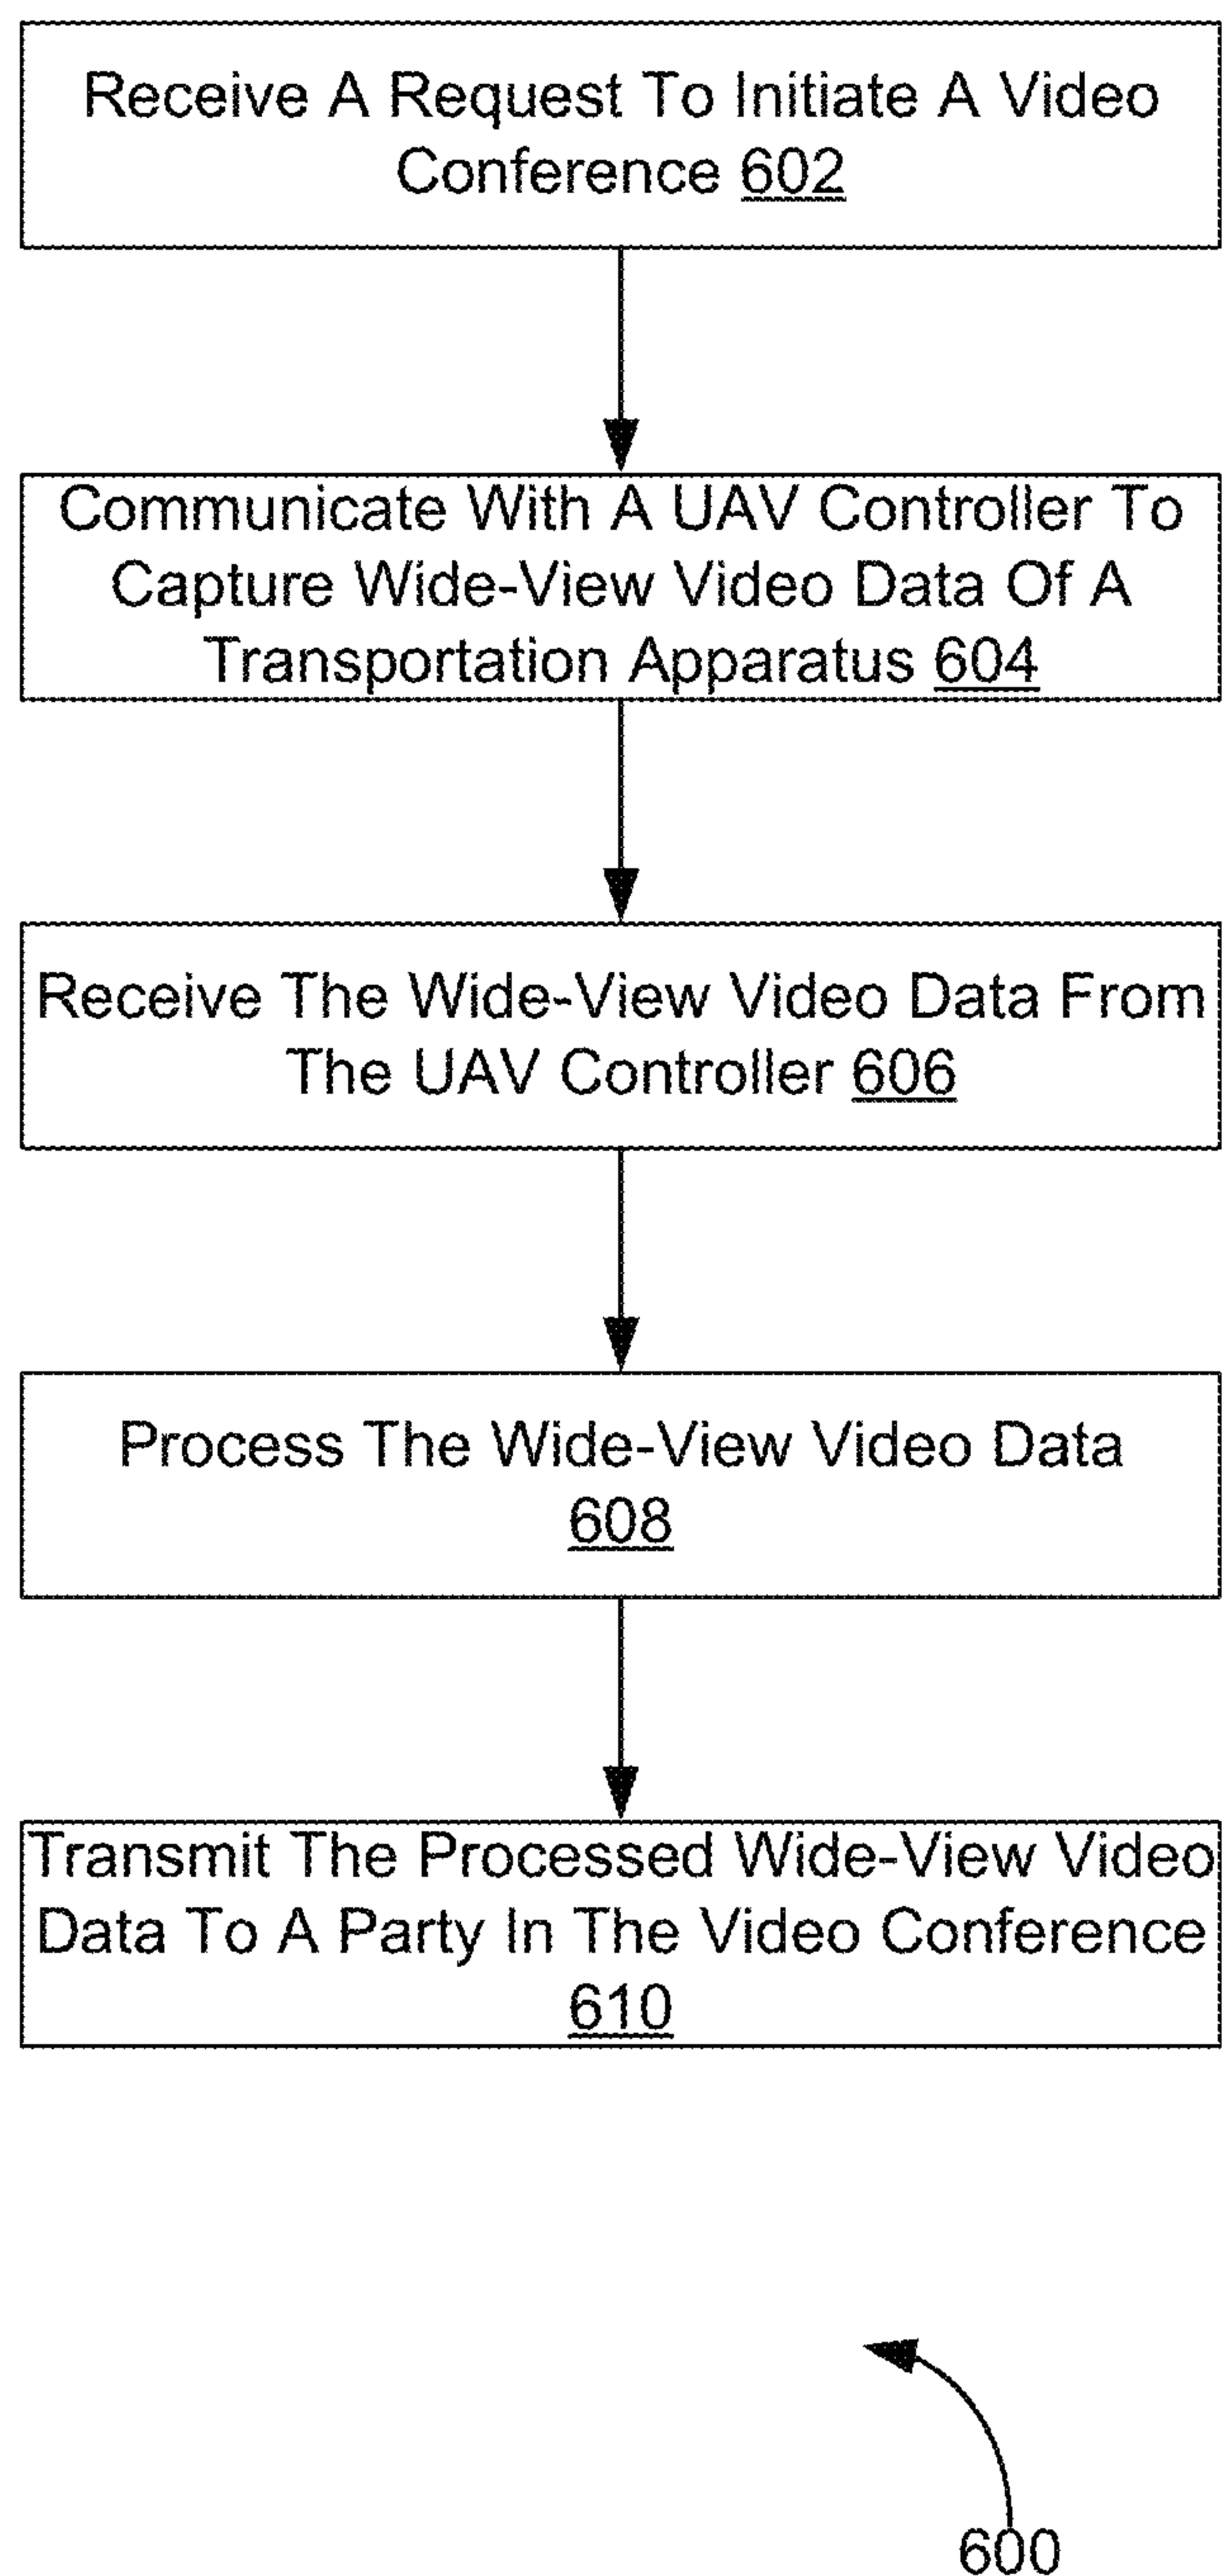 Receive A Request To Initiate A Video
Conference 602
Communicate With A UAV Controller To
Capture Wide-View Video Data Of A
Transportation Apparatus 604
Receive The Wide-View Video Data From
The UAV Controller 606
Process The Wide-View Video Data
608
Transmit The Processed Wide-View Video
Data To A Party In The Video Conference
610
600